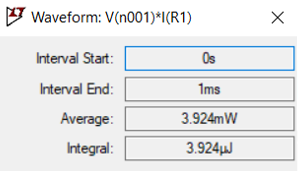 Waveform: V(n001)*I(R1)
Interval Start: 0s
Interval End: 1ms
Average: 3.924mW
Integral: 3.924µJ